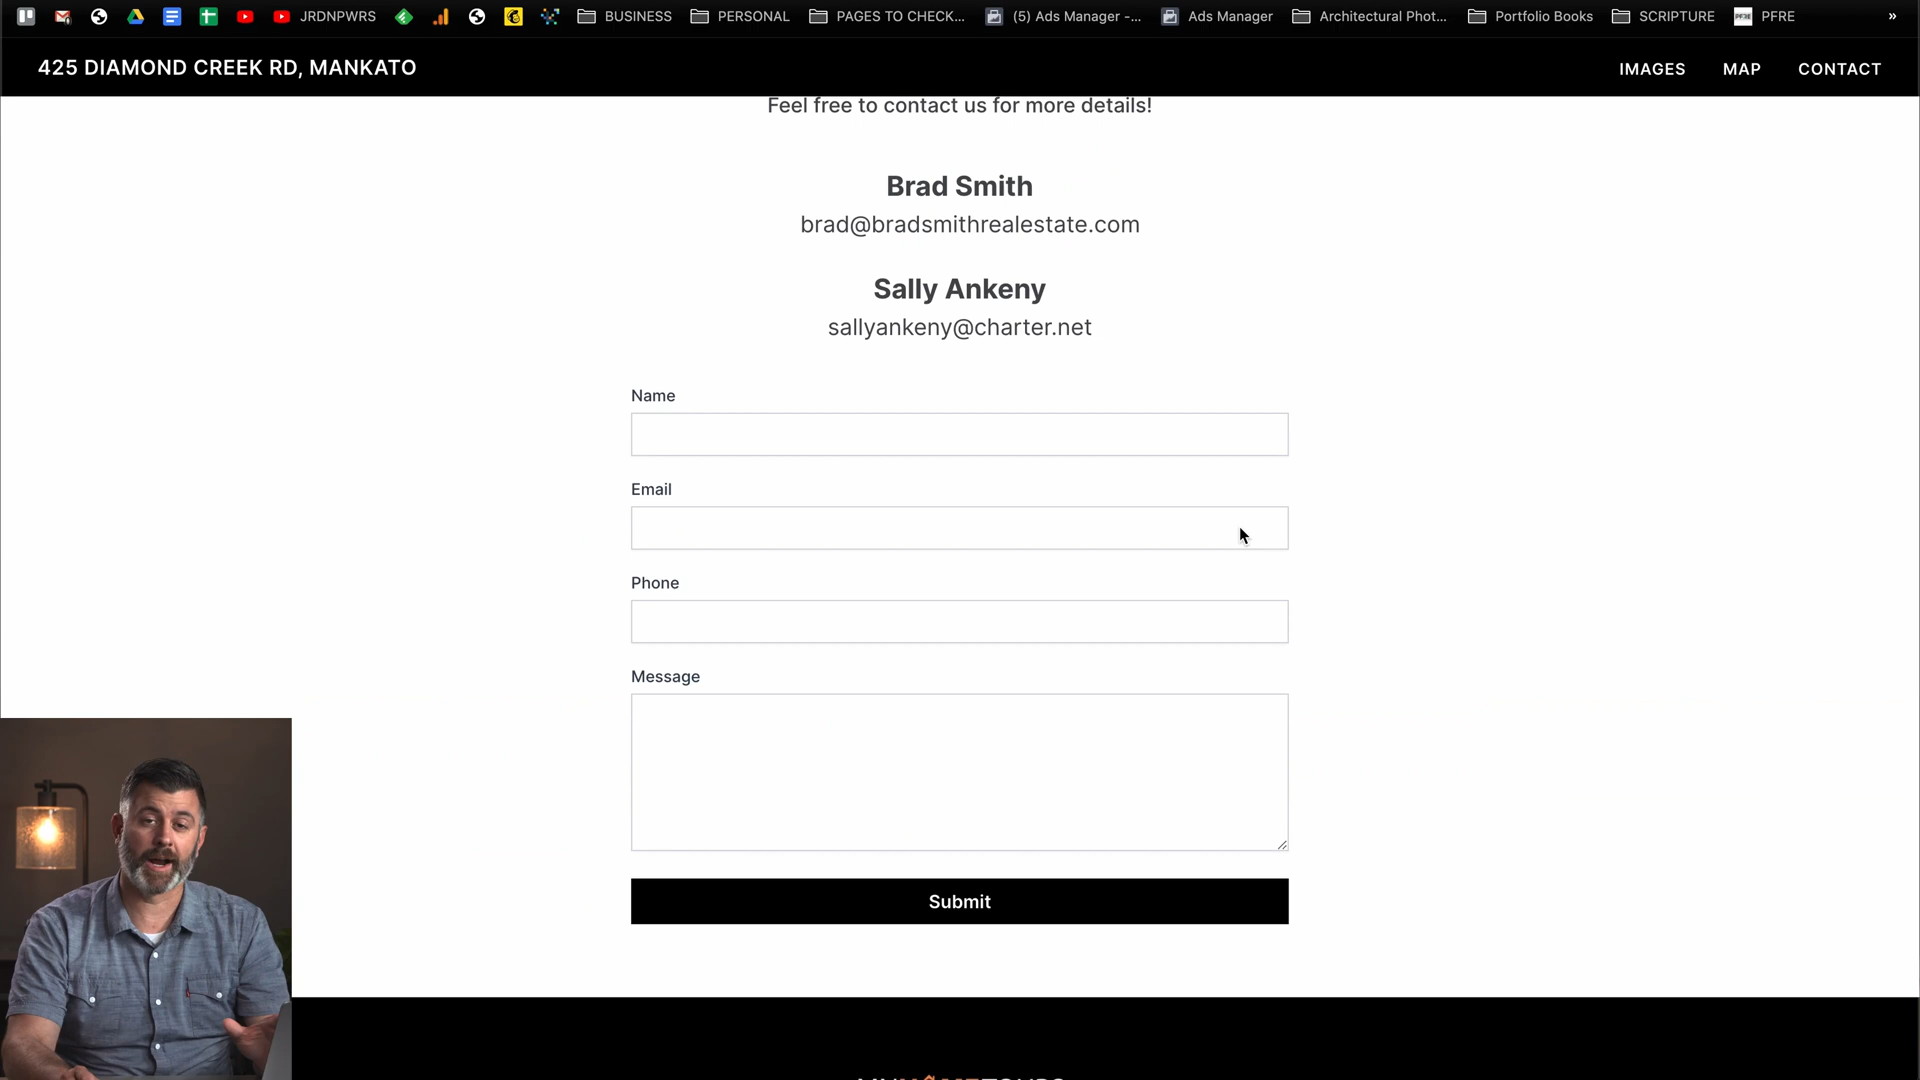 JRDNPWRS BUSINESS PERSONAL PAGES TO CHECK... (5) Ads Manager -... Ads Manager Architectural Phot... Portfolio Books SCRIPTURE PFRE PFRE »
425 DIAMOND CREEK RD, MANKATO IMAGES MAP CONTACT
Feel free to contact us for more details!
Brad Smith
brad@bradsmithrealestate.com
Sally Ankeny
sallyankeny@charter.net
Name
Email
Phone
Message
Submit